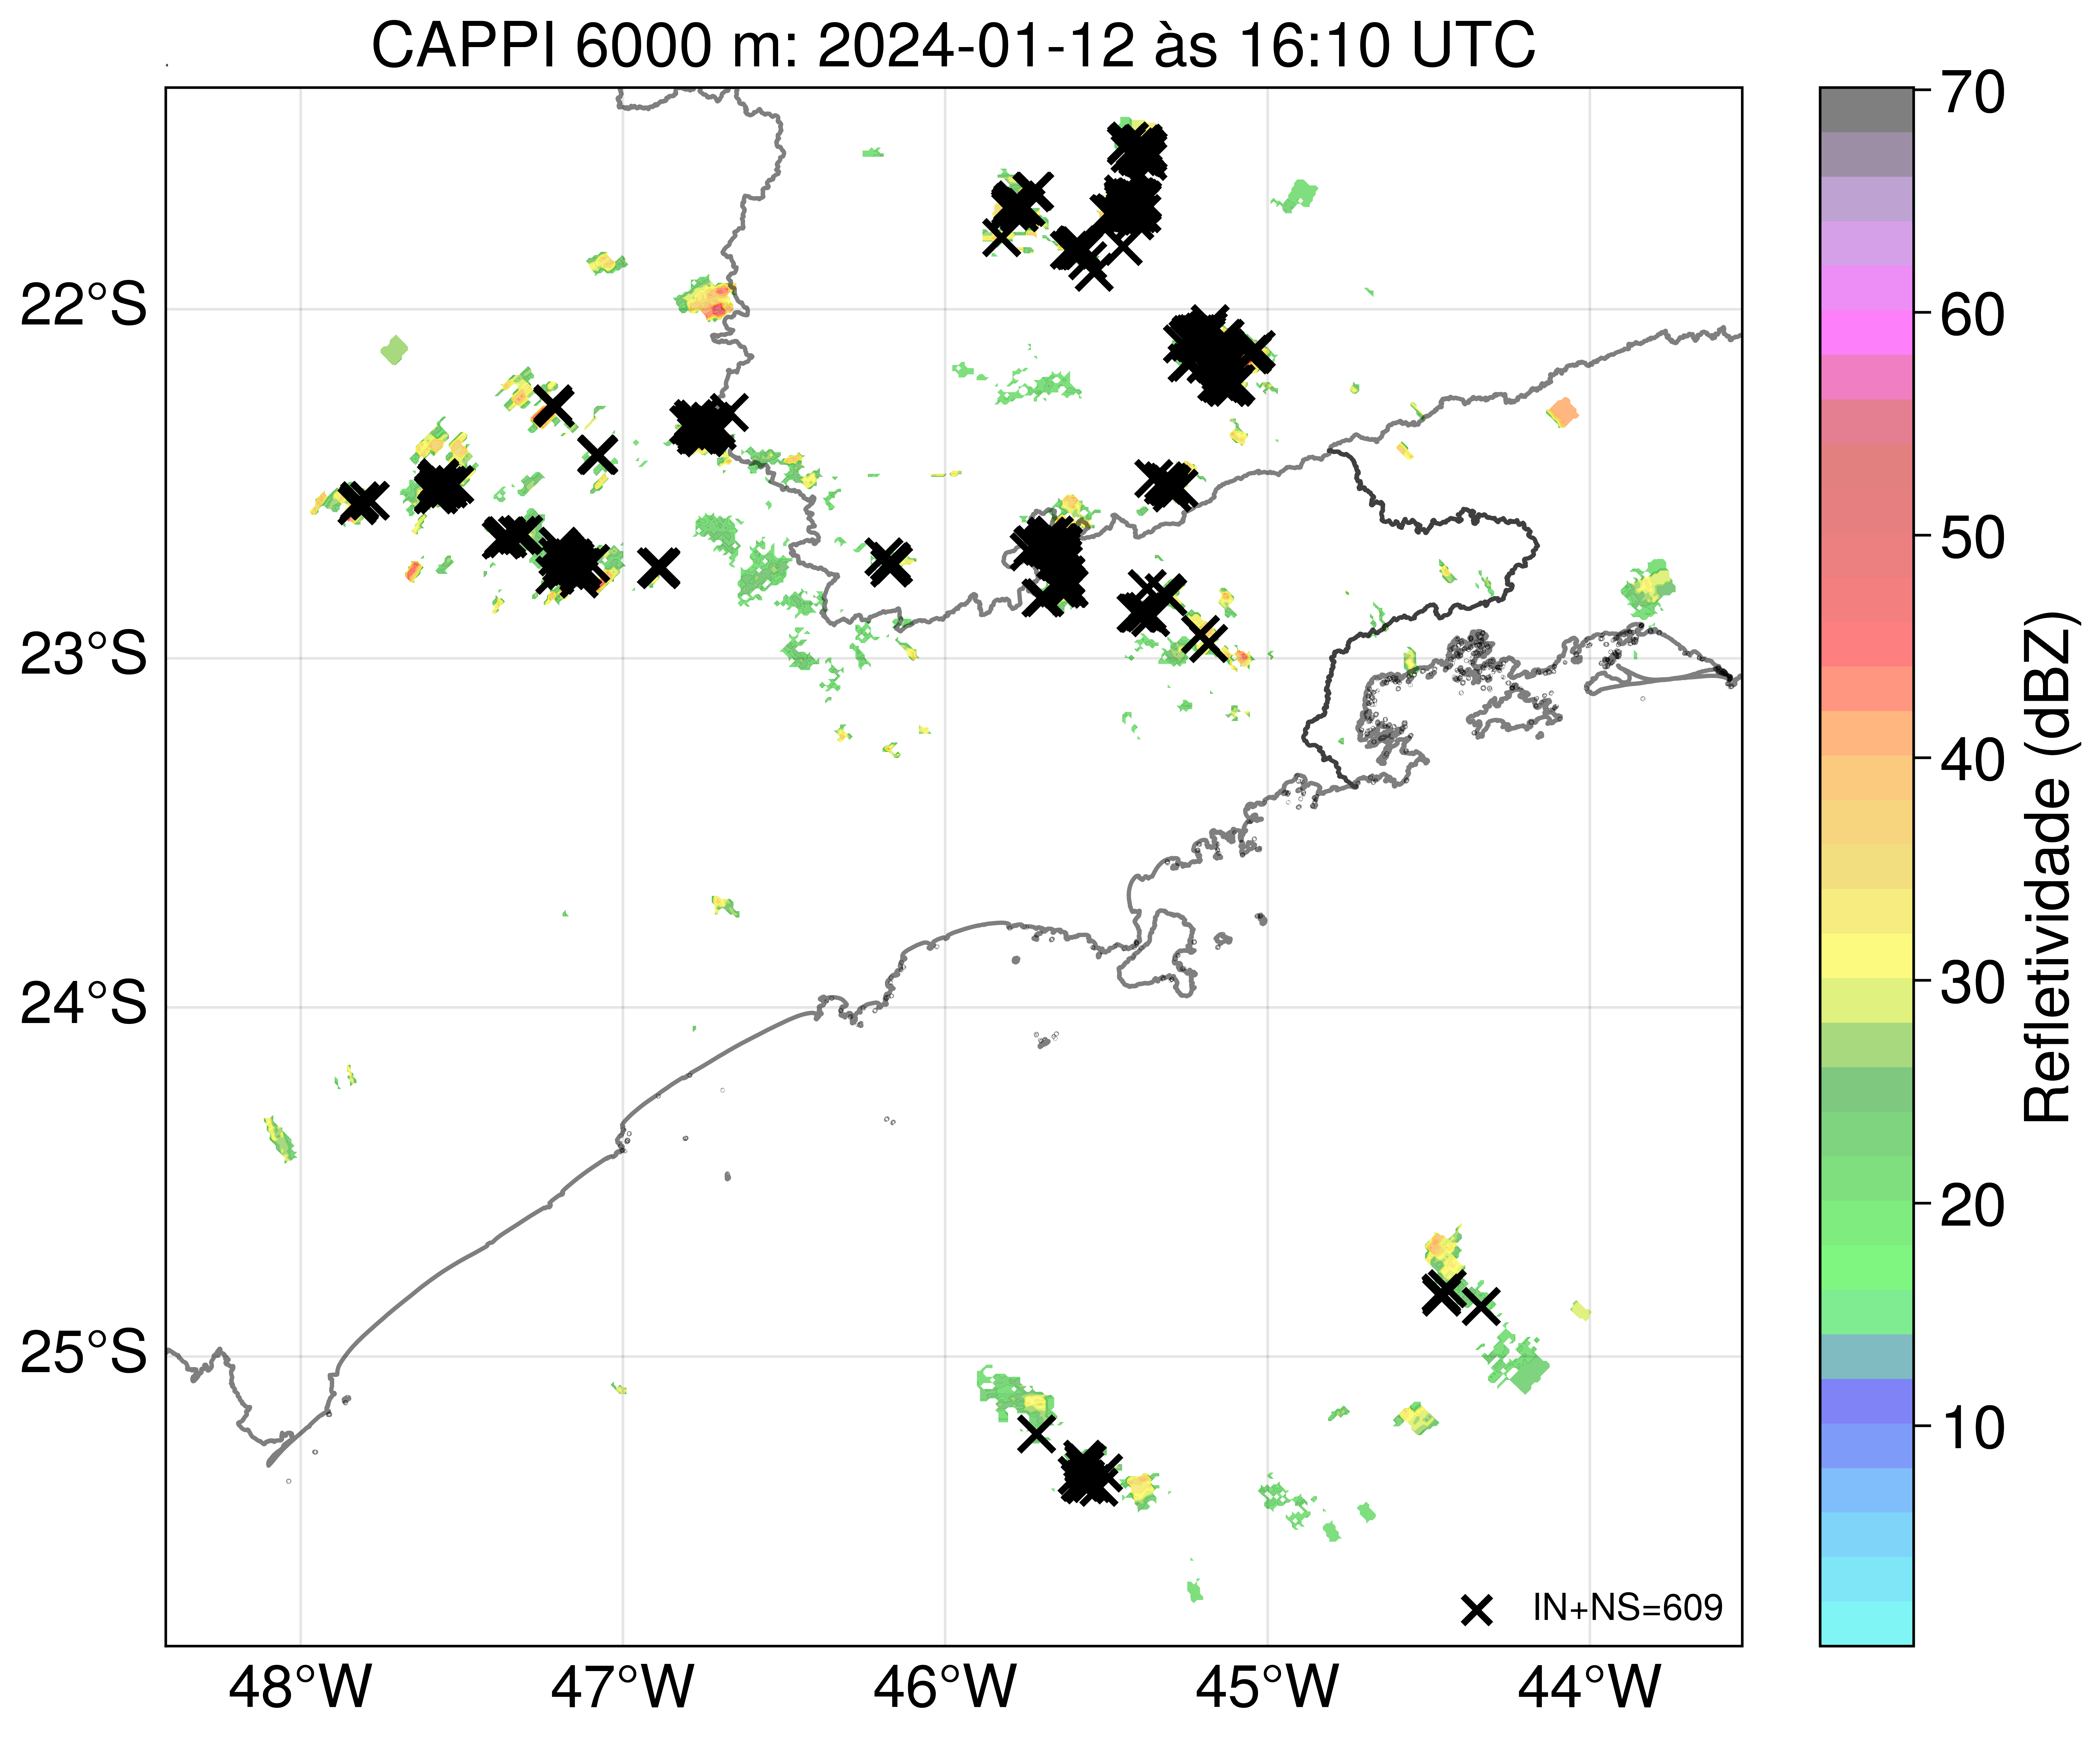 CAPPI 6000 m: 2024-01-12 às 16:10 UTC
22°S
23°S
24°S
25°S
48°W
47°W
46°W
45°W
44°W
IN+NS=609
70
60
50
40
30
20
10
Refletividade (dBZ)